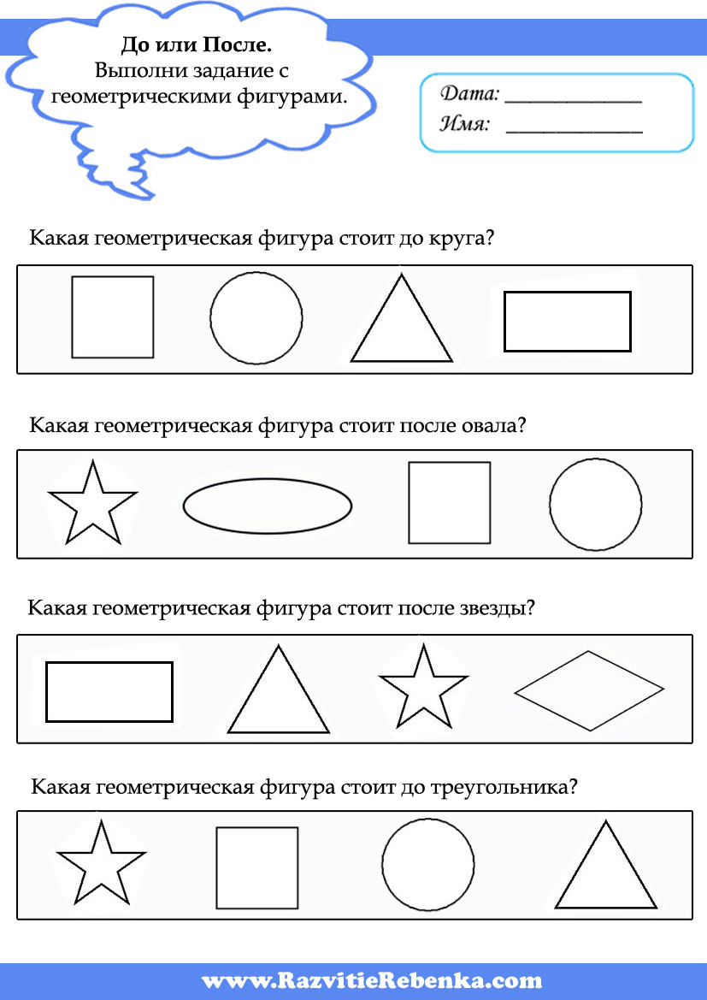 До или После.
Выполни задание с
геометрическими фигурами.
Дата: ____________
Имя: ____________
Какая геометрическая фигура стоит до круга?
Какая геометрическая фигура стоит после овала?
Какая геометрическая фигура стоит после звезды?
Какая геометрическая фигура стоит до треугольника?
www.RazvitieRebenka.com